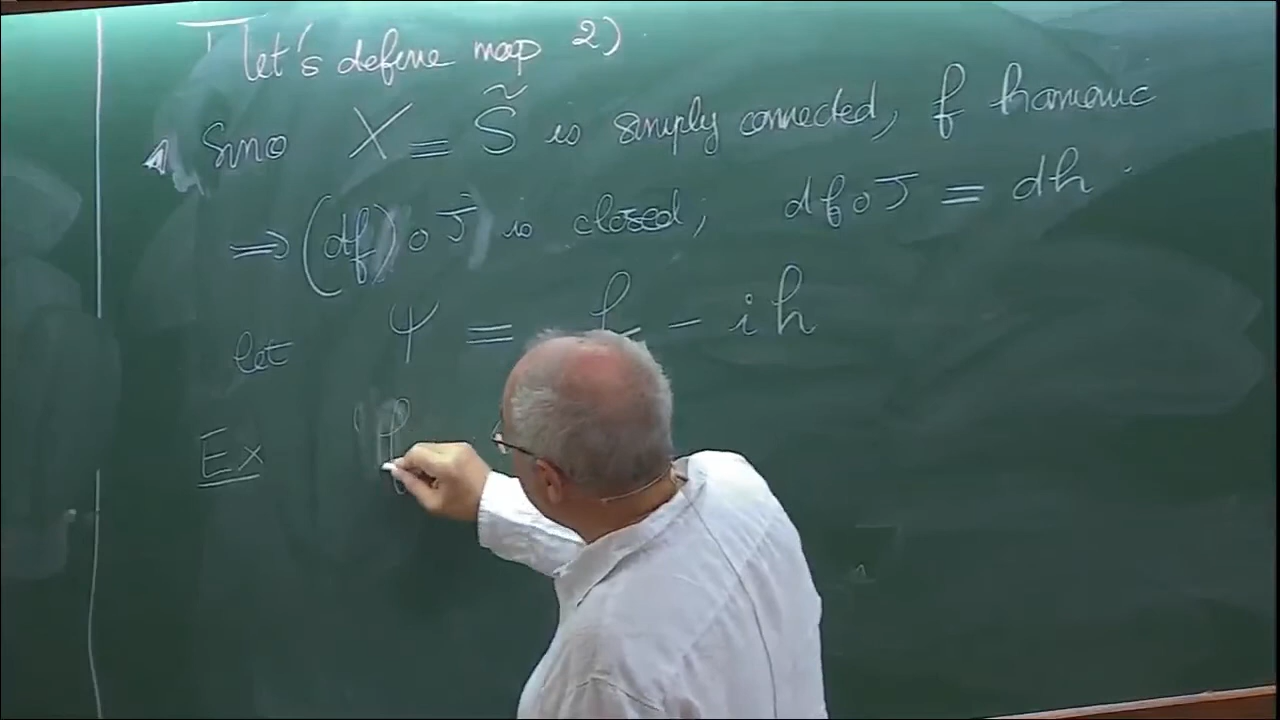 let's define map 2)
Since X = S̃ is simply connected, f harmonic
⟹ (df) ∘ J is closed; df ∘ J = dh.
let Ψ = f - ih
Ex f